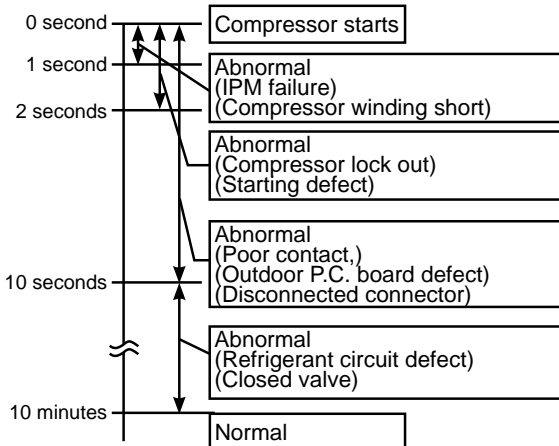 0 second
Compressor starts
1 second
Abnormal
(IPM failure)
(Compressor winding short)
2 seconds
Abnormal
(Compressor lock out)
(Starting defect)
Abnormal
(Poor contact,)
(Outdoor P.C. board defect)
(Disconnected connector)
10 seconds
Abnormal
(Refrigerant circuit defect)
(Closed valve)
10 minutes
Normal